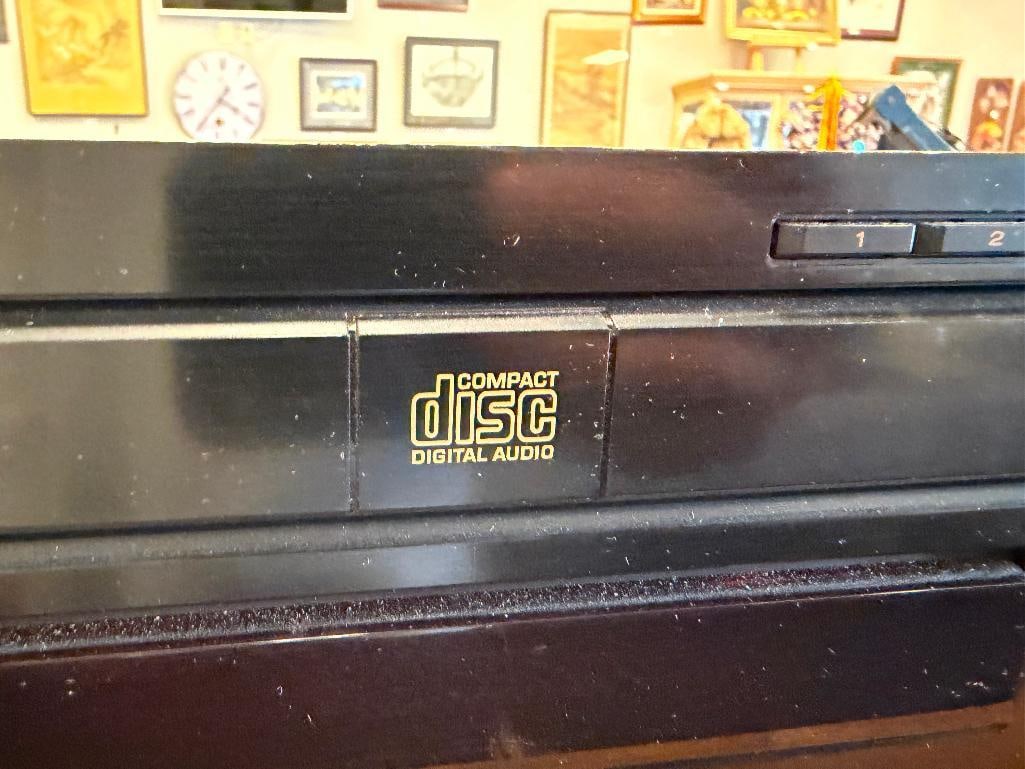 1 2
COMPACT
disc
DIGITAL AUDIO